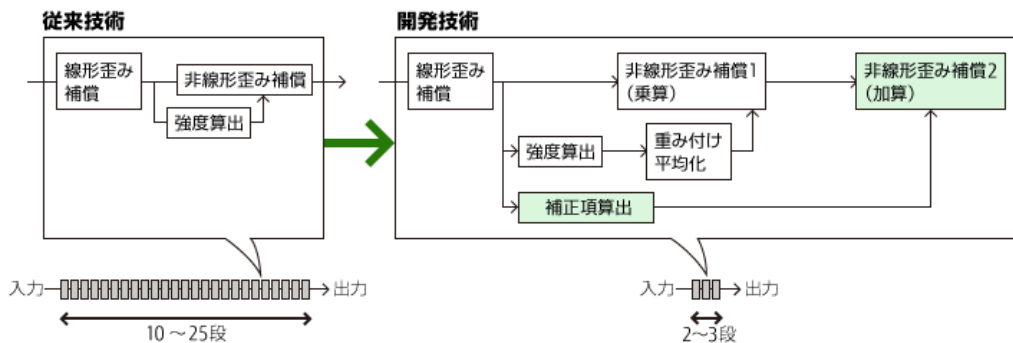 従来技術
線形歪み
補償
非線形歪み補償
強度算出
入力
出力
10～25段
開発技術
線形歪み
補償
非線形歪み補償1
（乗算）
非線形歪み補償2
（加算）
強度算出
重み付け
平均化
補正項算出
入力
出力
2～3段